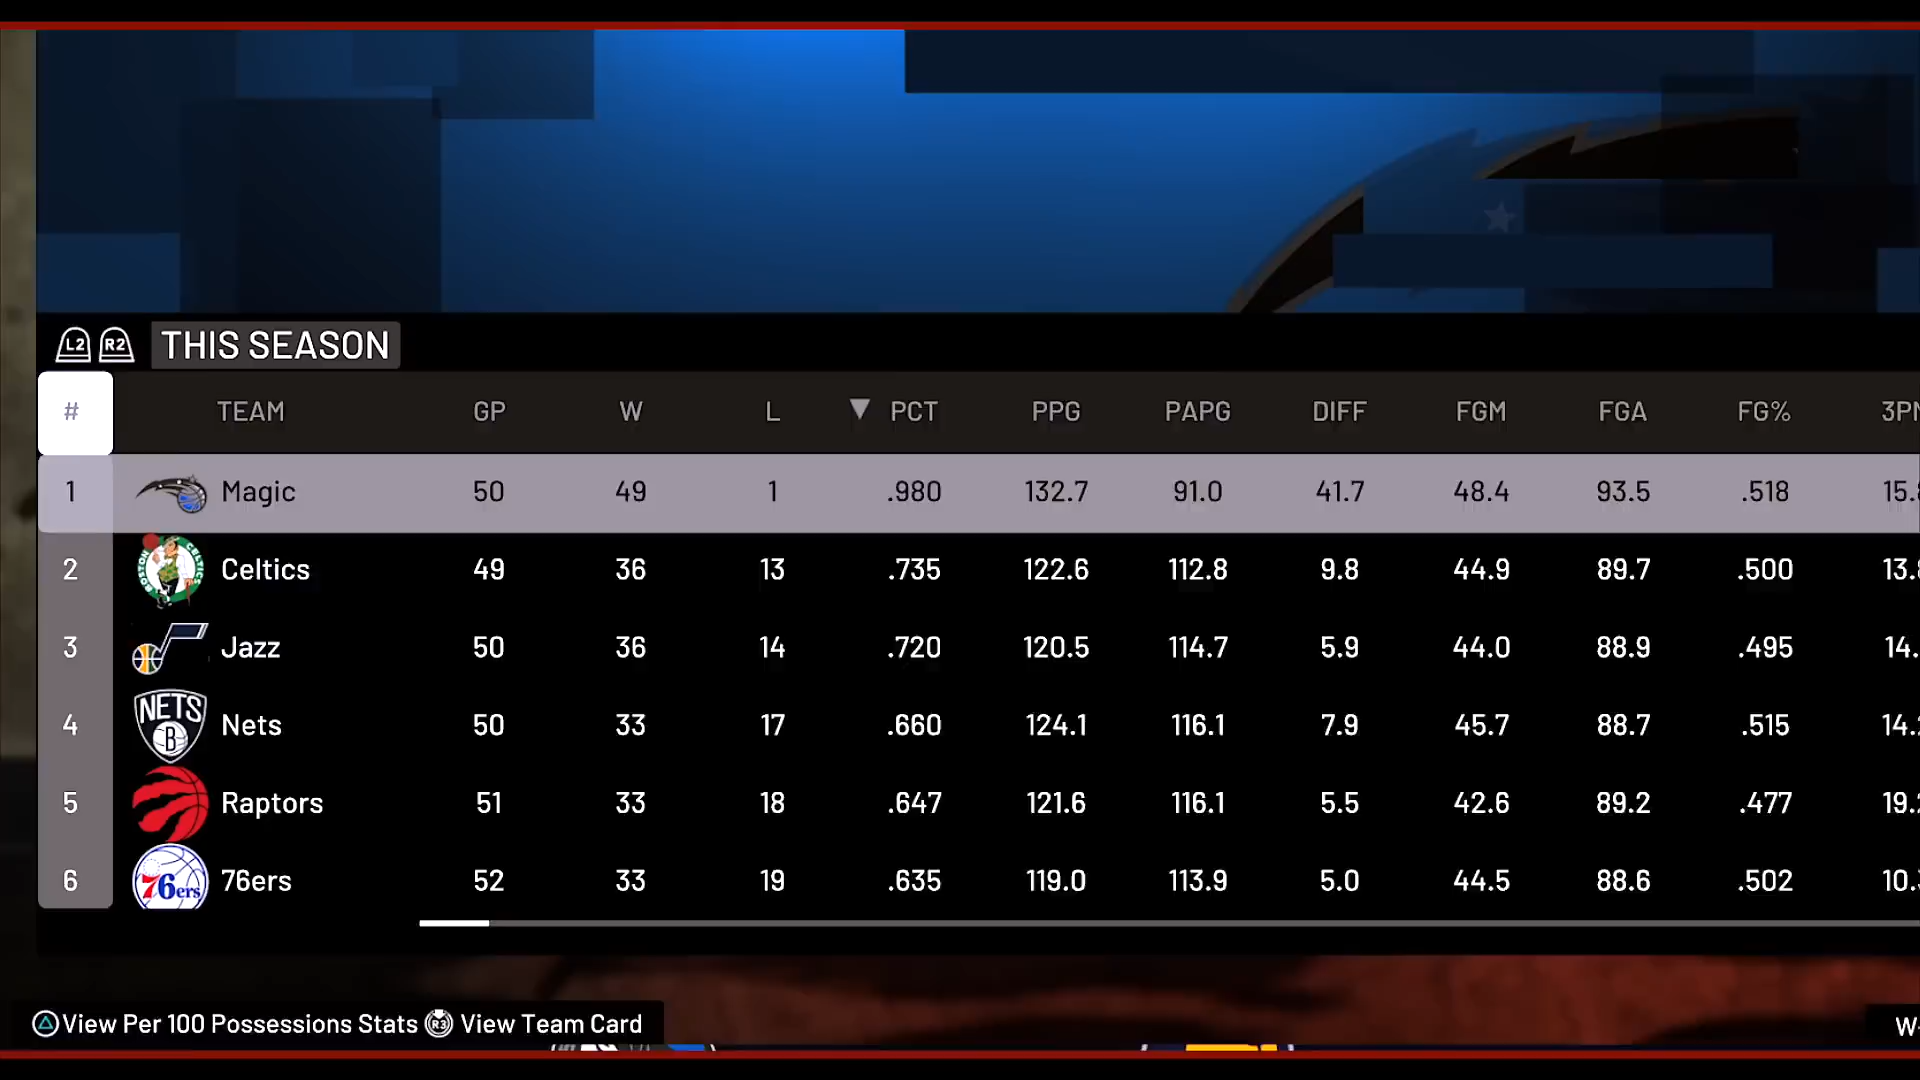 L2 R2 THIS SEASON
# TEAM GP W L ▼ PCT PPG PAPG DIFF FGM FGA FG%
1 Magic 50 49 1 .980 132.7 91.0 41.7 48.4 93.5 .518
2 Celtics 49 36 13 .735 122.6 112.8 9.8 44.9 89.7 .500
3 Jazz 50 36 14 .720 120.5 114.7 5.9 44.0 88.9 .495
NETS
B
4 Nets 50 33 17 .660 124.1 116.1 7.9 45.7 88.7 .515
5 Raptors 51 33 18 .647 121.6 116.1 5.5 42.6 89.2 .477
6 76ers 76ers 52 33 19 .635 119.0 113.9 5.0 44.5 88.6 .502
View Per 100 Possessions Stats R3 View Team Card